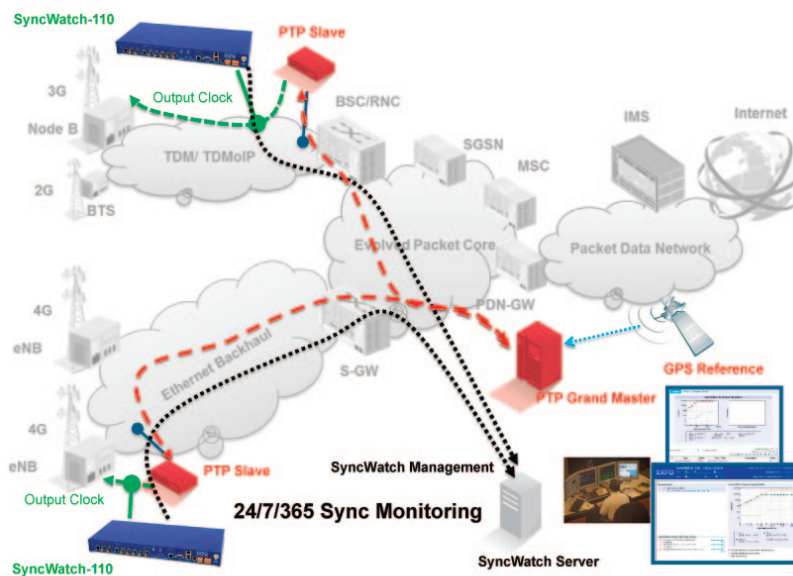 SyncWatch-110
PTP Slave
3G
Output Clock
BSC/RNC
Node B
IMS
Internet
SGSN
TDM/ TDMoIP
MSC
2G
BTS
Evolved Packet Core
Packet Data Network
4G
PDN-GW
eNB
Ethernet Backhaul
S-GW
GPS Reference
PTP Grand Master
4G
eNB
PTP Slave
SyncWatch Management
Output Clock
24/7/365 Sync Monitoring
EXFO
SyncWatch Server
SyncWatch-110